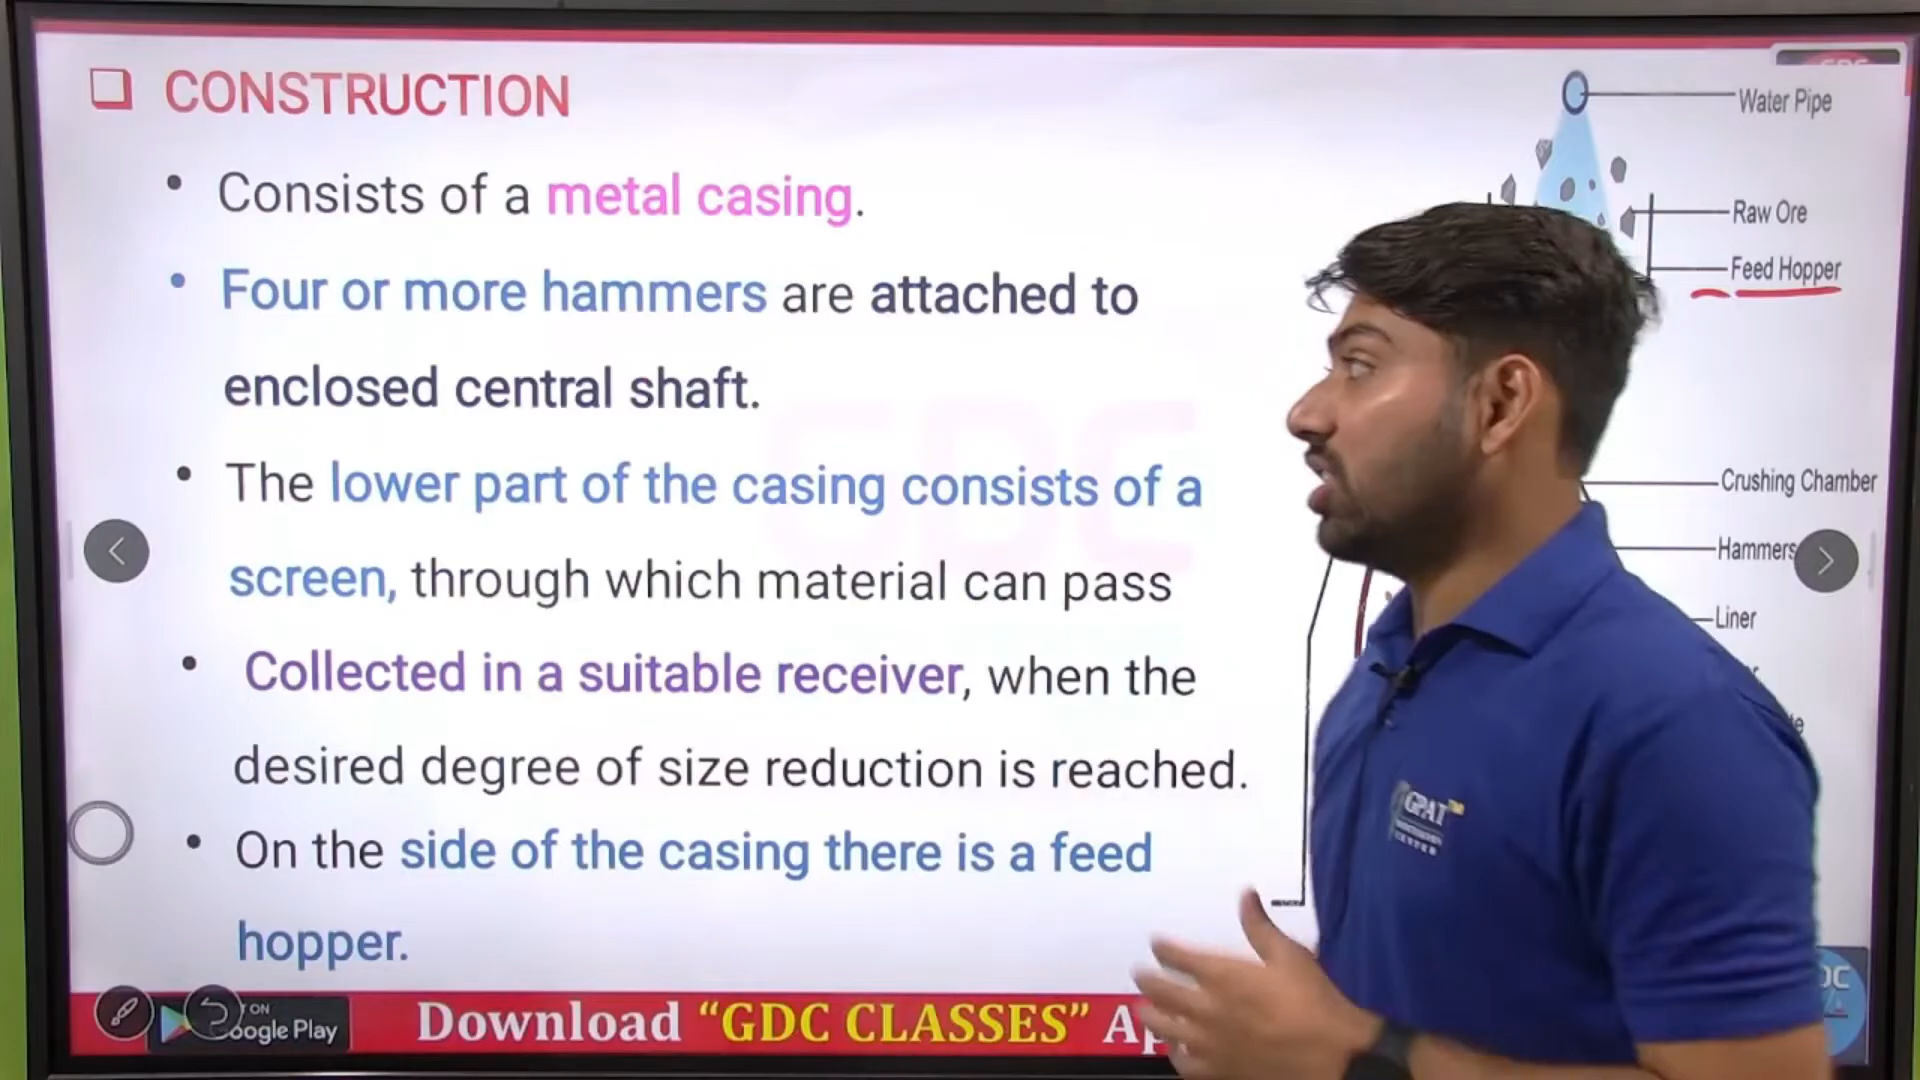 CONSTRUCTION
• Consists of a metal casing.
• Four or more hammers are attached to
enclosed central shaft.
• The lower part of the casing consists of a
screen, through which material can pass
• Collected in a suitable receiver, when the
desired degree of size reduction is reached.
• On the side of the casing there is a feed
hopper.
Water Pipe
Raw Ore
Feed Hopper
Crushing Chamber
Hammers
Liner
GDC
GPAT
ON
Google Play
Download “GDC CLASSES”